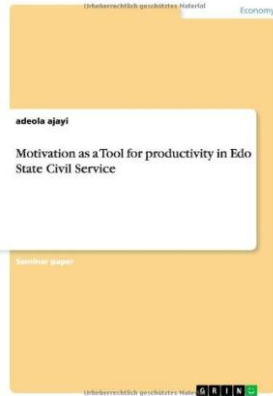 Urheberrechtlich geschütztes Material
Economy
adeola ajayi
Motivation as a Tool for productivity in Edo
State Civil Service
Seminar paper
Urheberrechtlich geschütztes Mate
GRIN